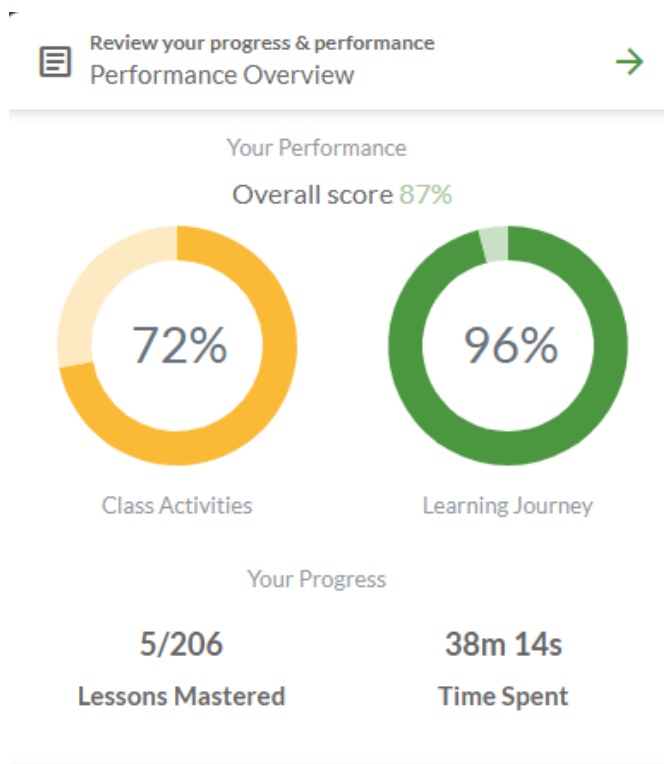 Review your progress & performance
Performance Overview
Your Performance
Overall score 87%
72%
96%
Class Activities
Learning Journey
Your Progress
5/206
38m 14s
Lessons Mastered
Time Spent